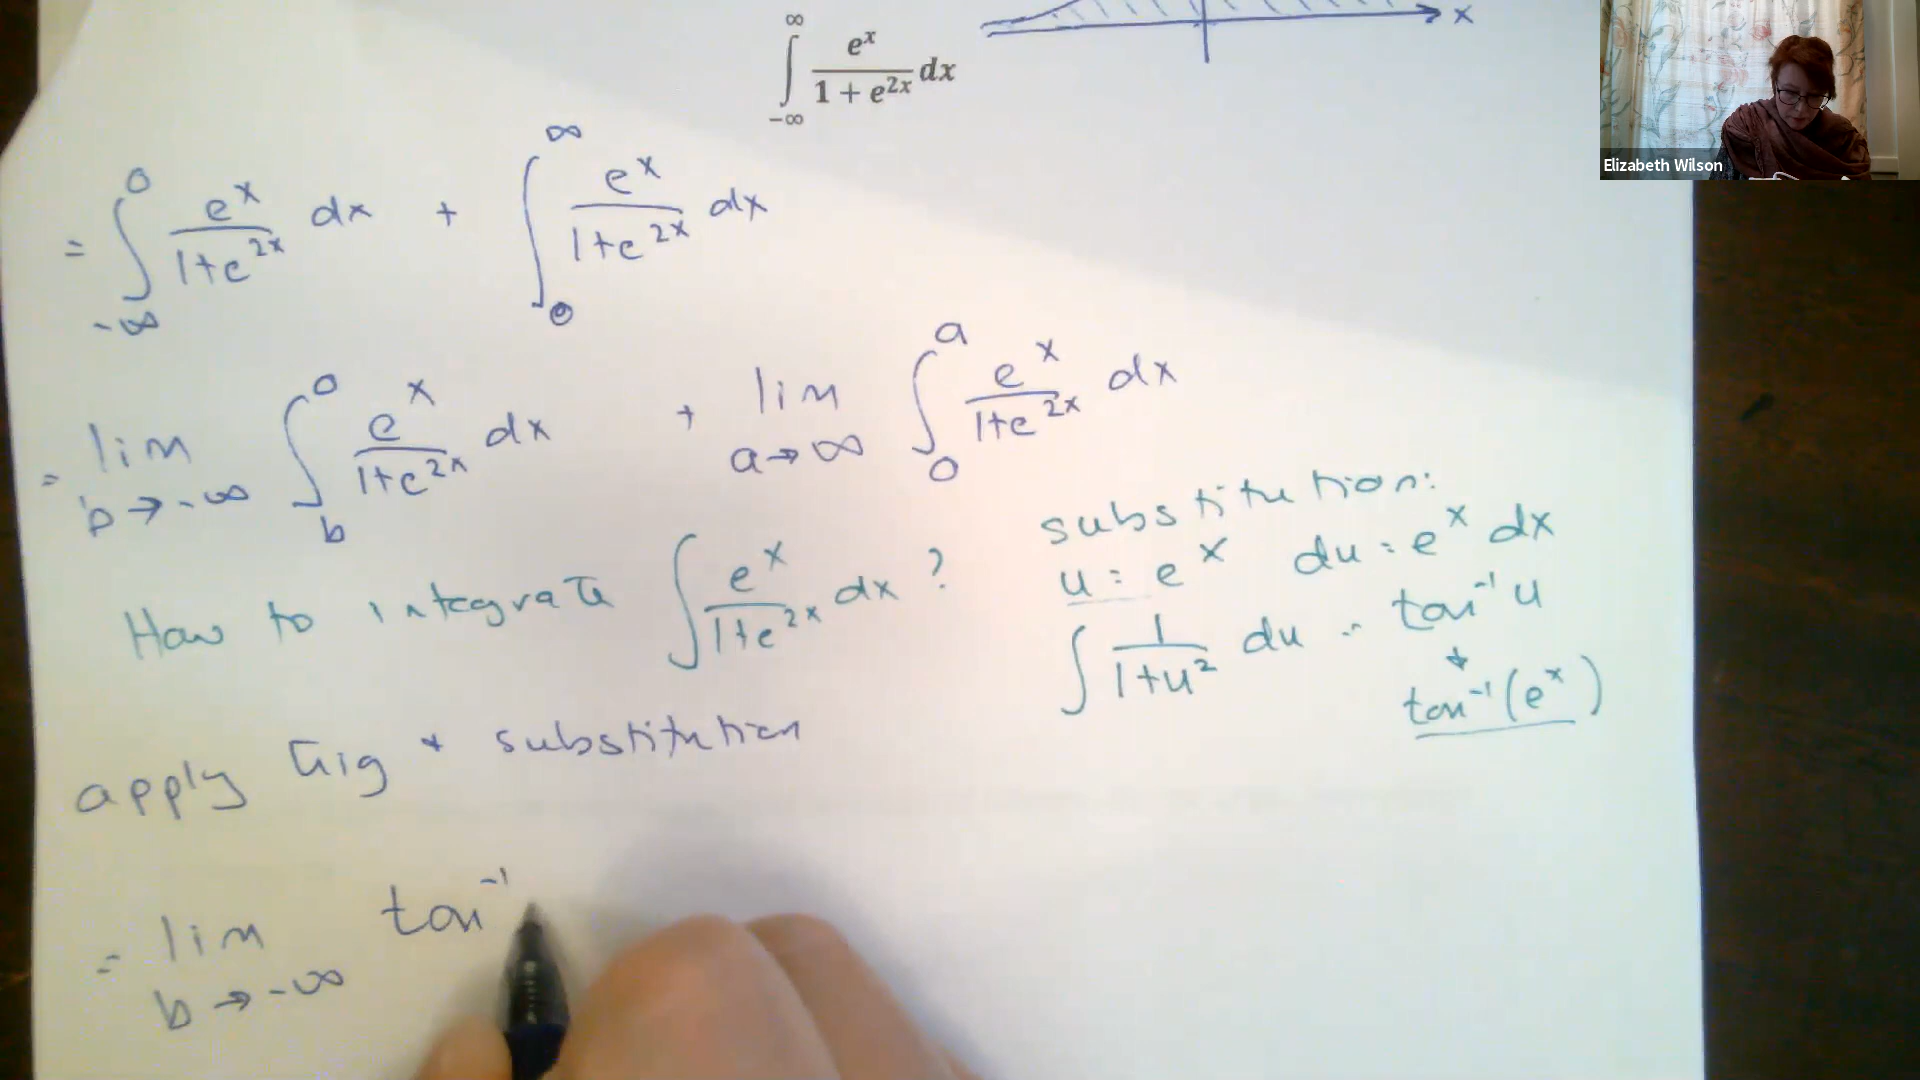 ∫_{-∞}^{∞} e^x/(1 + e^{2x}) dx
x
Elizabeth Wilson
= ∫_{-∞}^{0} e^x/(1+e^{2x}) dx + ∫_{0}^{∞} e^x/(1+e^{2x}) dx
= lim_{b→-∞} ∫_{b}^{0} e^x/(1+e^{2x}) dx + lim_{a→∞} ∫_{0}^{a} e^x/(1+e^{2x}) dx
How to integrate ∫ e^x/(1+e^{2x}) dx ?
substitution:
u = e^x du = e^x dx
∫ 1/(1+u^2) du = tan^{-1} u
↓
tan^{-1}(e^x)
apply trig + substitution
= lim_{b→-∞} tan^{-1}